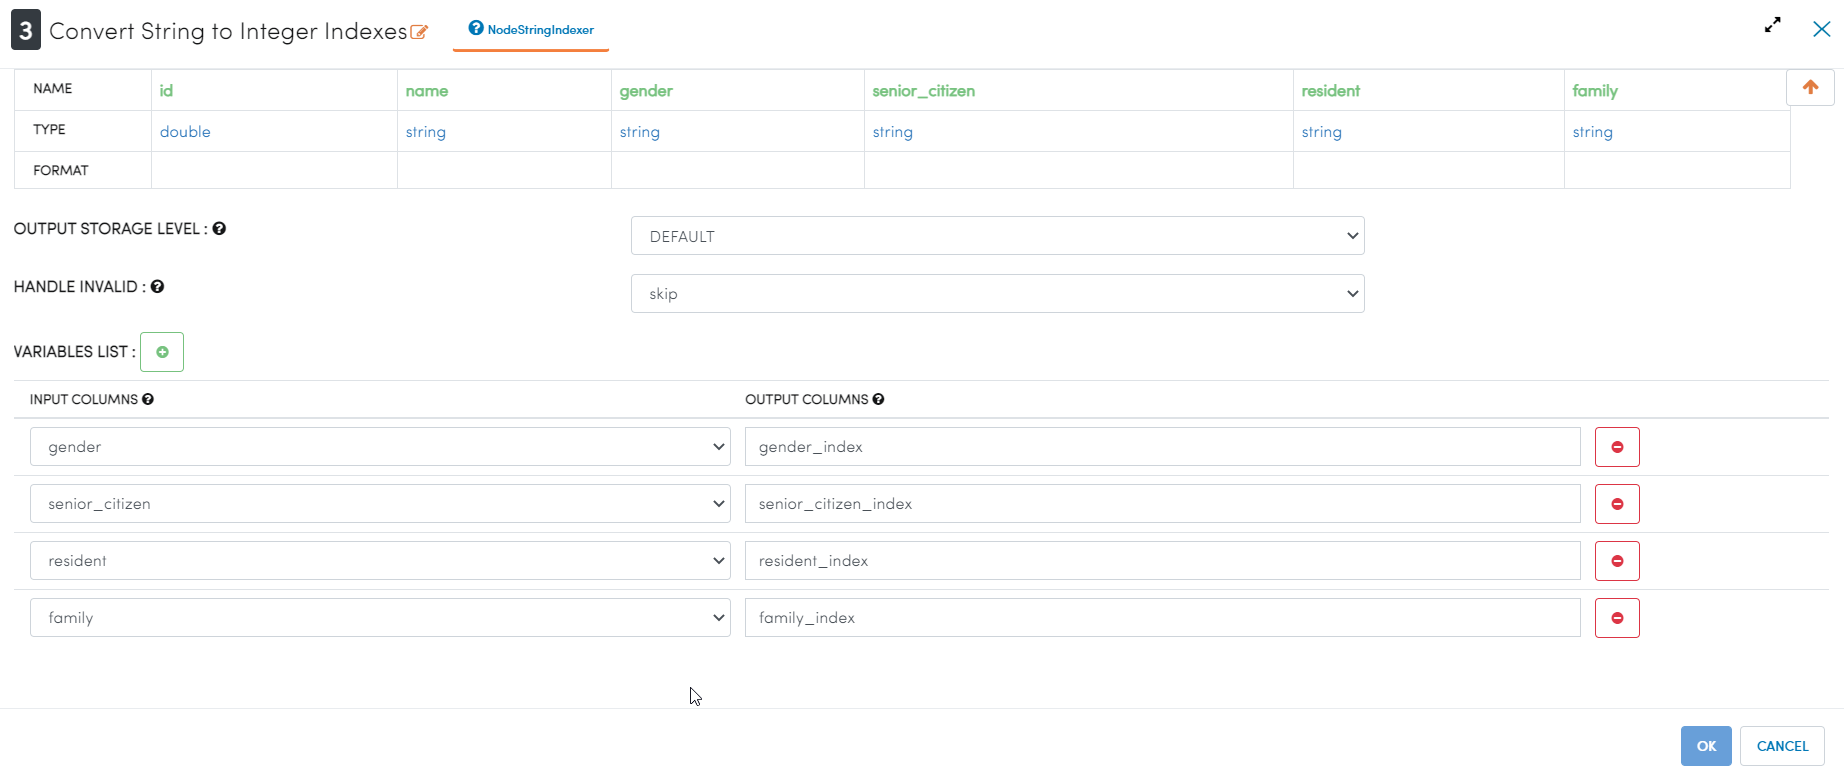 3 Convert String to Integer Indexes NodeStringIndexer
NAME id name gender senior_citizen resident family
TYPE double string string string string string
FORMAT
OUTPUT STORAGE LEVEL : DEFAULT
HANDLE INVALID : skip
VARIABLES LIST :
INPUT COLUMNS OUTPUT COLUMNS
gender gender_index
senior_citizen senior_citizen_index
resident resident_index
family family_index
OK CANCEL